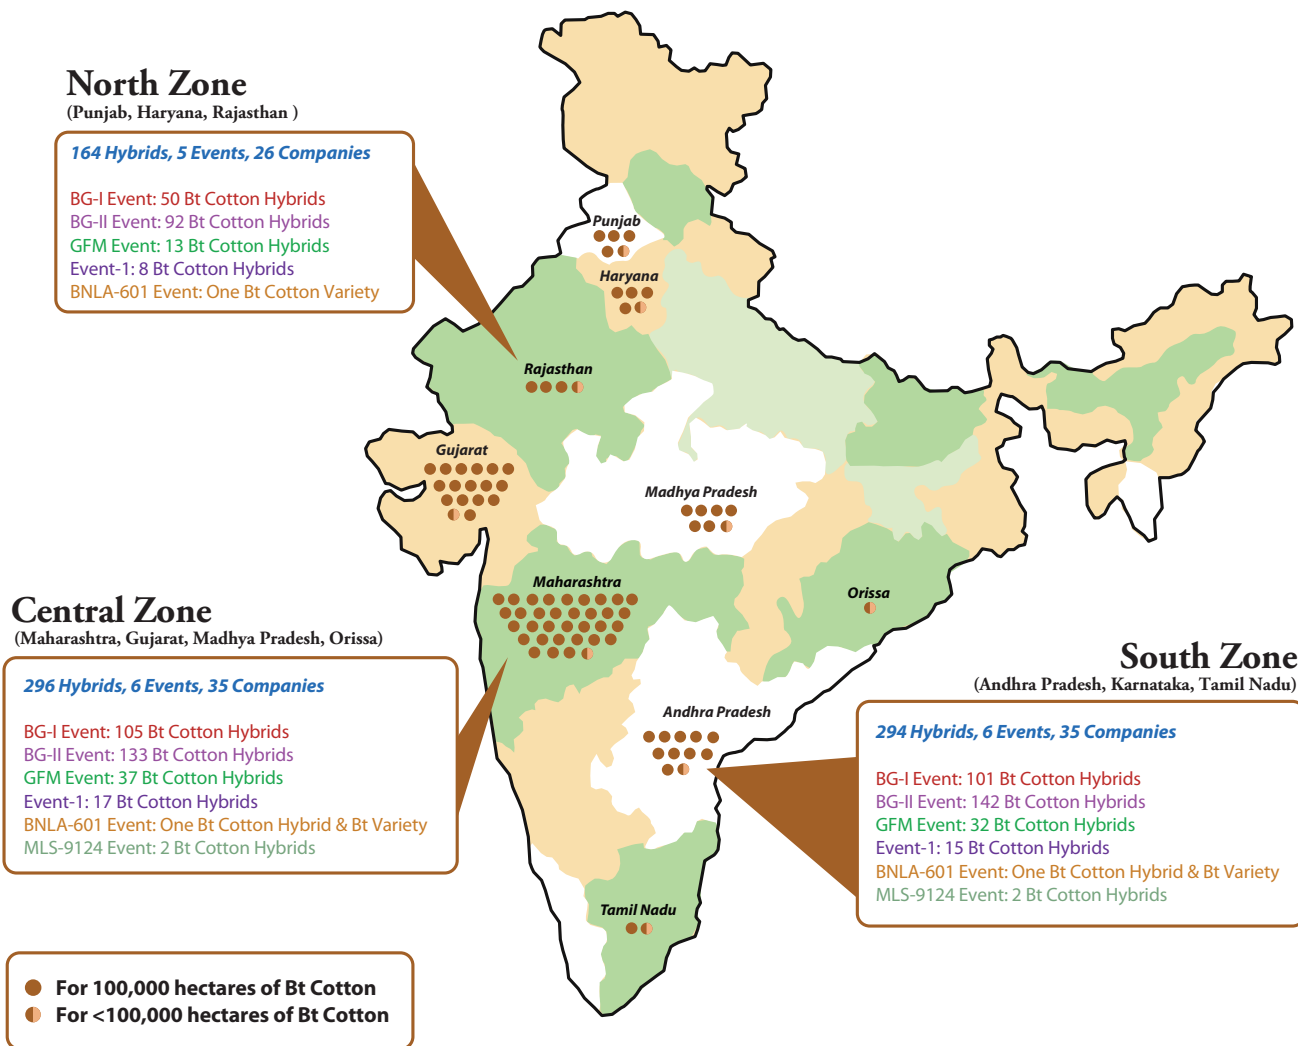 North Zone
(Punjab, Haryana, Rajasthan )
164 Hybrids, 5 Events, 26 Companies
BG-I Event: 50 Bt Cotton Hybrids
BG-II Event: 92 Bt Cotton Hybrids
GFM Event: 13 Bt Cotton Hybrids
Event-1: 8 Bt Cotton Hybrids
BNLA-601 Event: One Bt Cotton Variety
Punjab
Haryana
Rajasthan
Gujarat
Madhya Pradesh
Maharashtra
Orissa
Andhra Pradesh
Tamil Nadu
Central Zone
(Maharashtra, Gujarat, Madhya Pradesh, Orissa)
296 Hybrids, 6 Events, 35 Companies
BG-I Event: 105 Bt Cotton Hybrids
BG-II Event: 133 Bt Cotton Hybrids
GFM Event: 37 Bt Cotton Hybrids
Event-1: 17 Bt Cotton Hybrids
BNLA-601 Event: One Bt Cotton Hybrid & Bt Variety
MLS-9124 Event: 2 Bt Cotton Hybrids
South Zone
(Andhra Pradesh, Karnataka, Tamil Nadu)
294 Hybrids, 6 Events, 35 Companies
BG-I Event: 101 Bt Cotton Hybrids
BG-II Event: 142 Bt Cotton Hybrids
GFM Event: 32 Bt Cotton Hybrids
Event-1: 15 Bt Cotton Hybrids
BNLA-601 Event: One Bt Cotton Hybrid & Bt Variety
MLS-9124 Event: 2 Bt Cotton Hybrids
For 100,000 hectares of Bt Cotton
For <100,000 hectares of Bt Cotton